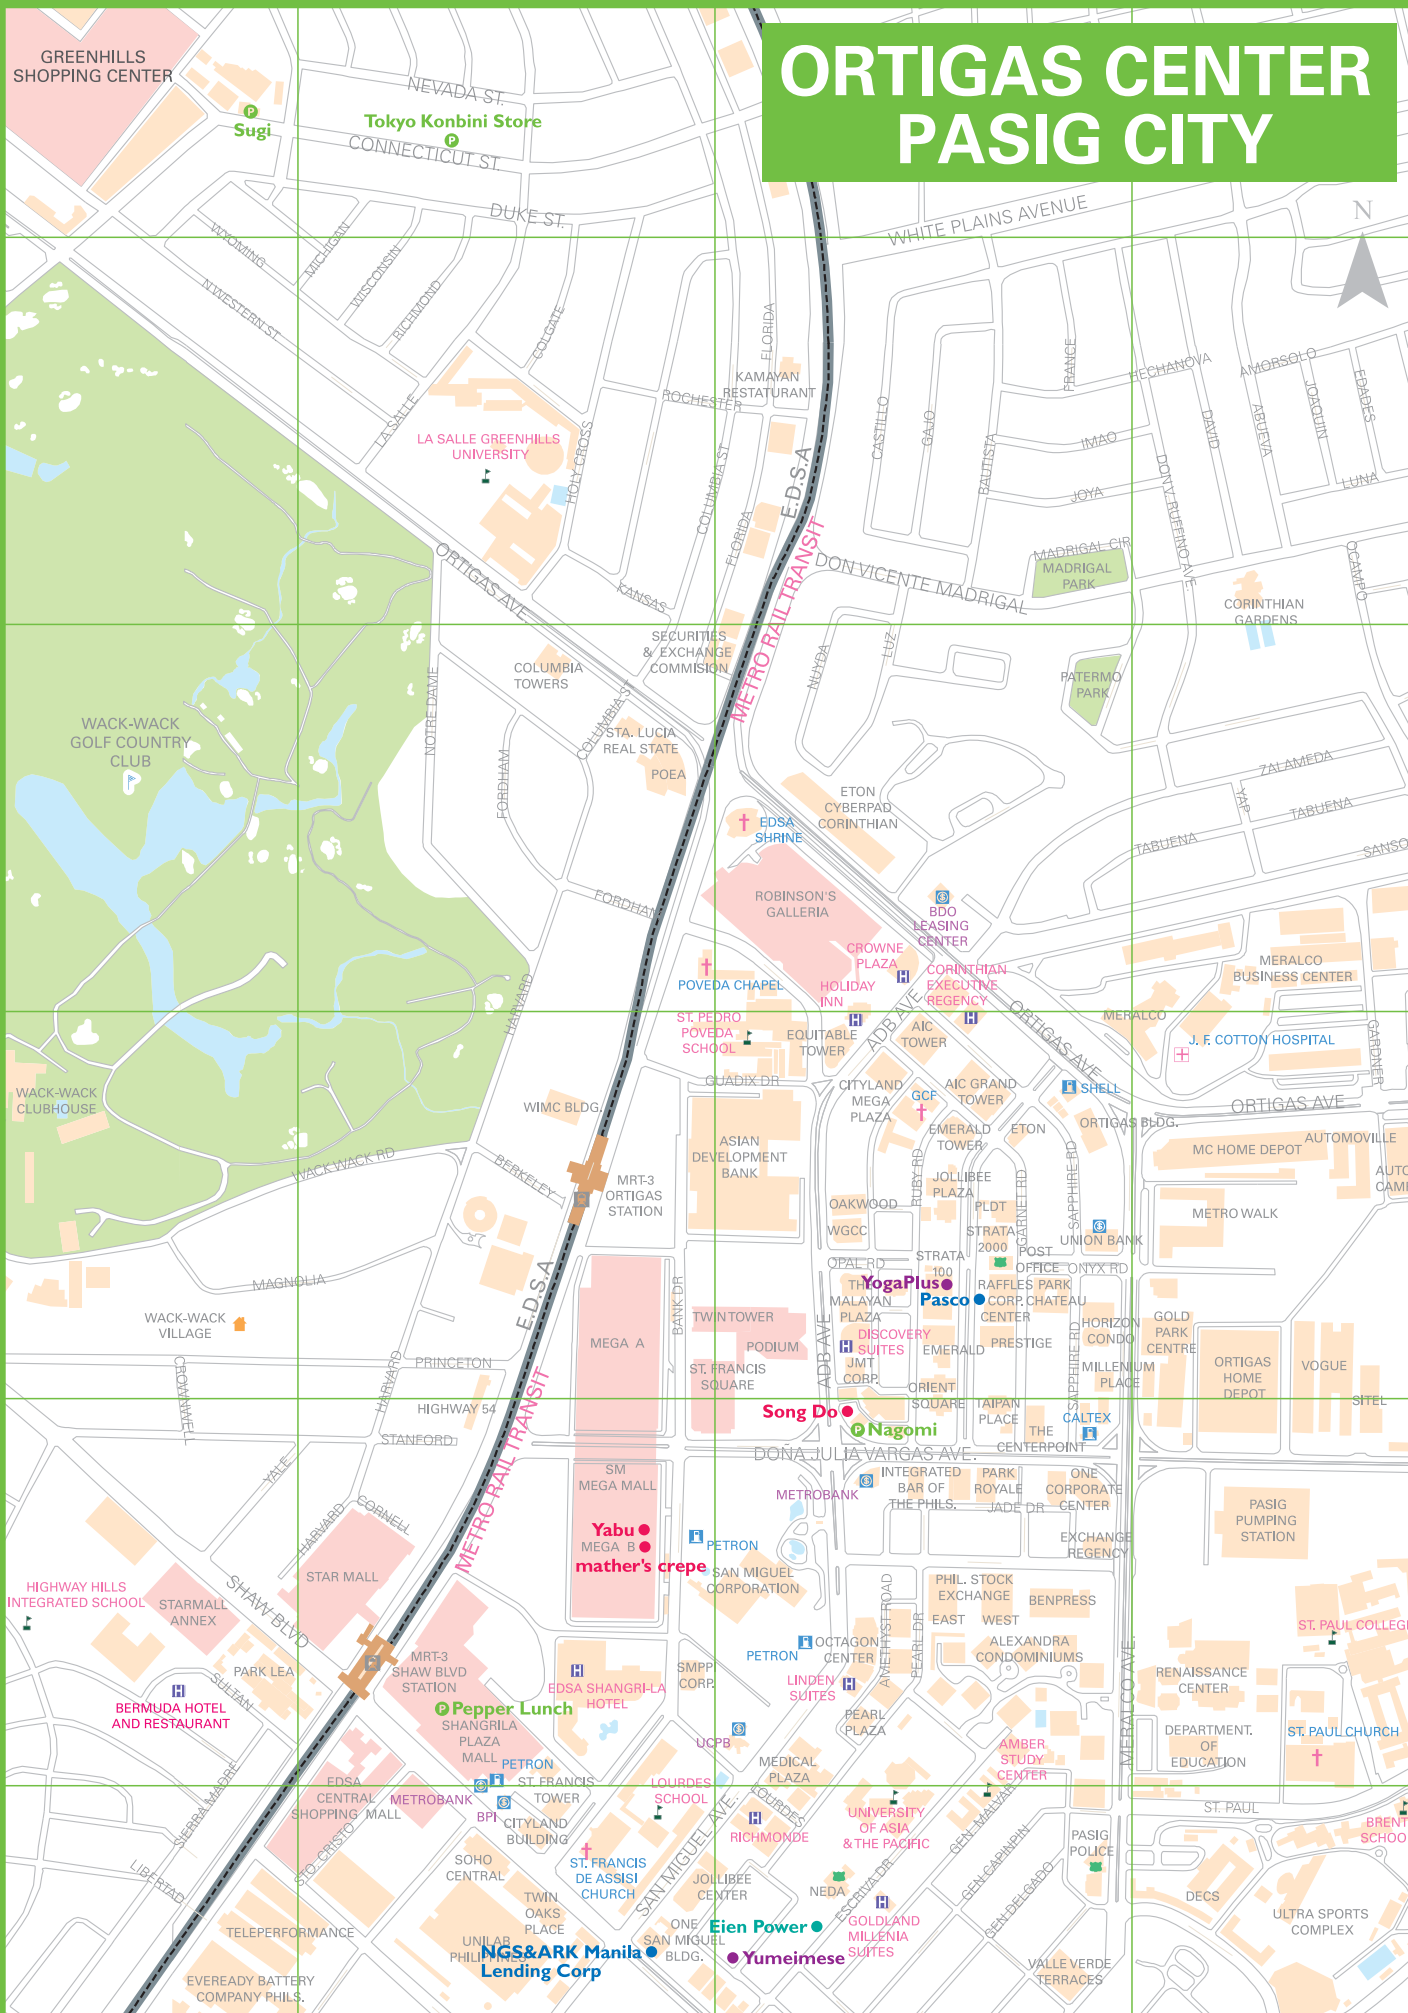 ORTIGAS CENTER
PASIG CITY
N
GREENHILLS
SHOPPING CENTER
Sugi
Tokyo Konbini Store
NEVADA ST.
CONNECTICUT ST.
DUKE ST.
WHITE PLAINS AVENUE
WYOMING
MICHIGAN
WISCONSIN
RICHMOND
N.WESTERN ST
COLGATE
FLORIDA
LA SALLE
KAMAYAN
RESTATURANT
ROCHESTER
LA SALLE GREENHILLS
UNIVERSITY
HOLY CROSS
COLUMBIA ST
FLORIDA
E.D.S.A
CASTILLO
GAJO
BAUTISTA
FRANCE
HECHANOVA
AMORSOLO
DAVID
ABUEVA
JOAQUIN
EDADES
IMAO
JOYA
LUNA
DON V. RUFFINO AVE.
OCAMPO
ORTIGAS AVE.
KANSAS
METRO RAIL TRANSIT
DON VICENTE MADRIGAL
MADRIGAL CIR
MADRIGAL
PARK
CORINTHIAN
GARDENS
SECURITIES
& EXCHANGE
COMMISION
COLUMBIA
TOWERS
NOTRE DAME
COLUMBIA ST
NUYDA
LUZ
PATERMO
PARK
WACK-WACK
GOLF COUNTRY
CLUB
FORDHAM
STA. LUCIA
REAL STATE
POEA
ZALAMEDA
YAP
TABUENA
TABUENA
SANSO
ETON
CYBERPAD
CORINTHIAN
EDSA
SHRINE
ROBINSON'S
GALLERIA
FORDHAM
BDO
LEASING
CENTER
CROWNE
PLAZA
CORINTHIAN
EXECUTIVE
REGENCY
HOLIDAY
INN
POVEDA CHAPEL
HARVARD
MERALCO
BUSINESS CENTER
MERALCO
ORTIGAS AVE
ADB AVE
ST. PEDRO
POVEDA
SCHOOL
EQUITABLE
TOWER
AIC
TOWER
J. F. COTTON HOSPITAL
GARDNER
WACK-WACK
CLUBHOUSE
WIMC BLDG.
GUADIX DR
CITYLAND
MEGA
PLAZA
GCF
AIC GRAND
TOWER
SHELL
ORTIGAS AVE
ORTIGAS BLDG.
EMERALD
TOWER
ETON
ASIAN
DEVELOPMENT
BANK
MC HOME DEPOT
AUTOMOVILLE
AUTO
CAM
WACK WACK RD
BERKELEY
MRT-3
ORTIGAS
STATION
JOLLIBEE
PLAZA
RUBY RD
GARNET RD
SAPPHIRE RD
OAKWOOD
PLDT
METRO WALK
WGCC
STRATA
2000
UNION BANK
POST
OFFICE
OPAL RD
STRATA
100
ONYX RD
MAGNOLIA
E.D.S.A
BANK DR
THE
MALAYAN
PLAZA
YogaPlus
Pasco
RAFFLES
CORP.
CENTER
PARK
CHATEAU
WACK-WACK
VILLAGE
TWIN TOWER
MEGA A
PODIUM
ADB AVE
DISCOVERY
SUITES
EMERALD
PRESTIGE
HORIZON
CONDO
GOLD
PARK
CENTRE
PRINCETON
ST. FRANCIS
SQUARE
JMT
CORP.
SAPPHIRE RD
MILLENIUM
PLACE
ORTIGAS
HOME
DEPOT
VOGUE
SITEL
CROWNWELL
HARVARD
HIGHWAY 54
ORIENT
SQUARE
TAIPAN
PLACE
Song Do
Nagomi
CALTEX
THE
CENTERPOINT
STANFORD
METRO RAIL TRANSIT
DOÑA JULIA VARGAS AVE.
YALE
SM
MEGA MALL
METROBANK
INTEGRATED
BAR OF
THE PHILS.
PARK
ROYALE
JADE DR
ONE
CORPORATE
CENTER
PASIG
PUMPING
STATION
HARVARD
CORNELL
Yabu
MEGA B
mather's crepe
PETRON
EXCHANGE
REGENCY
STAR MALL
SAN MIGUEL
CORPORATION
PHIL. STOCK
EXCHANGE
BENPRESS
HIGHWAY HILLS
INTEGRATED SCHOOL
STARMALL
ANNEX
SHAW BLVD
AMETHYST ROAD
PEARL DR
EAST
WEST
ST. PAUL COLLEGE
PETRON
OCTAGON
CENTER
ALEXANDRA
CONDOMINIUMS
MERALCO AVE.
MRT-3
SHAW BLVD
STATION
PARK LEA
SULTAN
EDSA SHANGRI-LA
HOTEL
SMPPI
CORP.
LINDEN
SUITES
RENAISSANCE
CENTER
BERMUDA HOTEL
AND RESTAURANT
Pepper Lunch
SHANGRILA
PLAZA
MALL
PEARL
PLAZA
DEPARTMENT.
OF
EDUCATION
ST. PAUL CHURCH
UCPB
AMBER
STUDY
CENTER
PETRON
MEDICAL
PLAZA
SIERRA MADRE
EDSA
CENTRAL
SHOPPING MALL
METROBANK
BPI
ST. FRANCIS
TOWER
LOURDES
SCHOOL
LOURDES
SAN MIGUEL AVE.
RICHMONDE
UNIVERSITY
OF ASIA
& THE PACIFIC
GEN. MALVAR
ST. PAUL
BRENT
SCHOO
CITYLAND
BUILDING
STO. CRISTO
LIBERTAD
SOHO
CENTRAL
ST. FRANCIS
DE ASSISI
CHURCH
JOLLIBEE
CENTER
NEDA
ESCRIVA DR
GEN.CAPINPIN
GEN DELGADO
PASIG
POLICE
DECS
TWIN
OAKS
PLACE
ULTRA SPORTS
COMPLEX
TELEPERFORMANCE
UNILAB
PHILIPPINES
NGS&ARK Manila
Lending Corp
ONE
SAN MIGUEL
BLDG.
Eien Power
Yumeimese
GOLDLAND
MILLENIA
SUITES
VALLE VERDE
TERRACES
EVEREADY BATTERY
COMPANY PHILS.